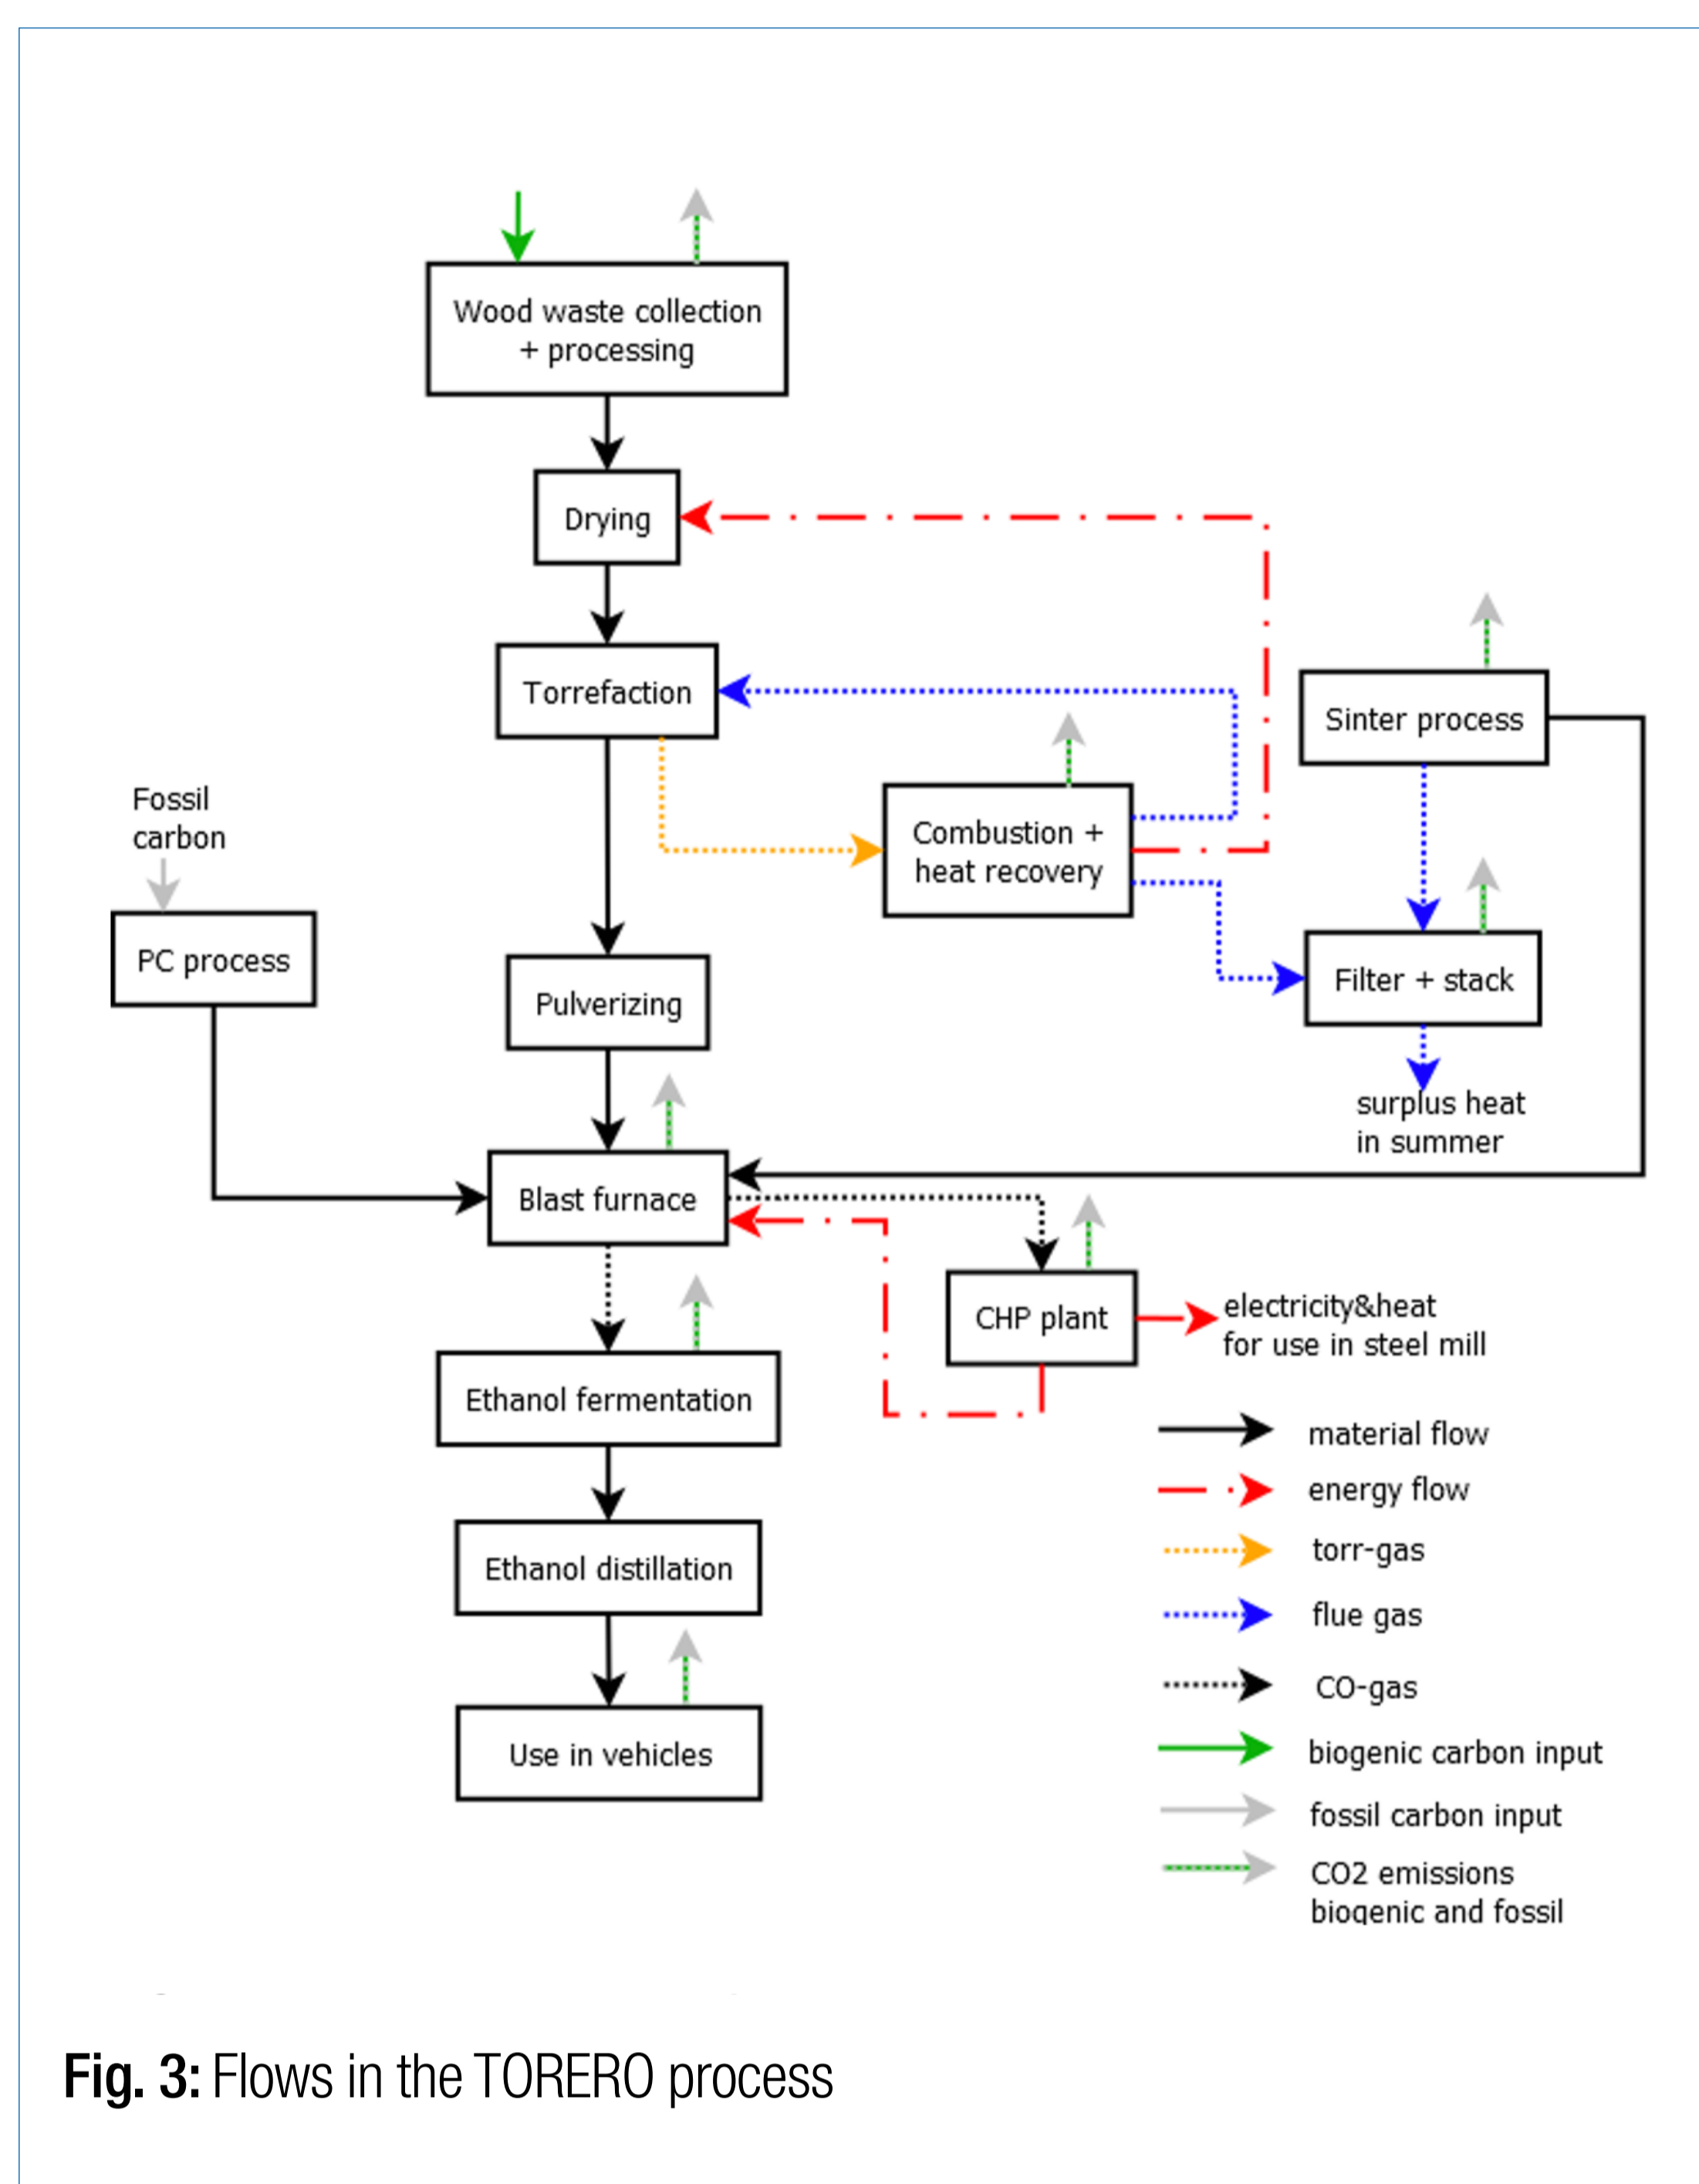 Wood waste collection
+ processing
Drying
Torrefaction
Sinter process
Fossil
carbon
Combustion +
heat recovery
PC process
Filter + stack
Pulverizing
surplus heat
in summer
Blast furnace
CHP plant
electricity&heat
for use in steel mill
Ethanol fermentation
Ethanol distillation
Use in vehicles
material flow
energy flow
torr-gas
flue gas
CO-gas
biogenic carbon input
fossil carbon input
CO2 emissions
biogenic and fossil
Fig. 3: Flows in the TORERO process